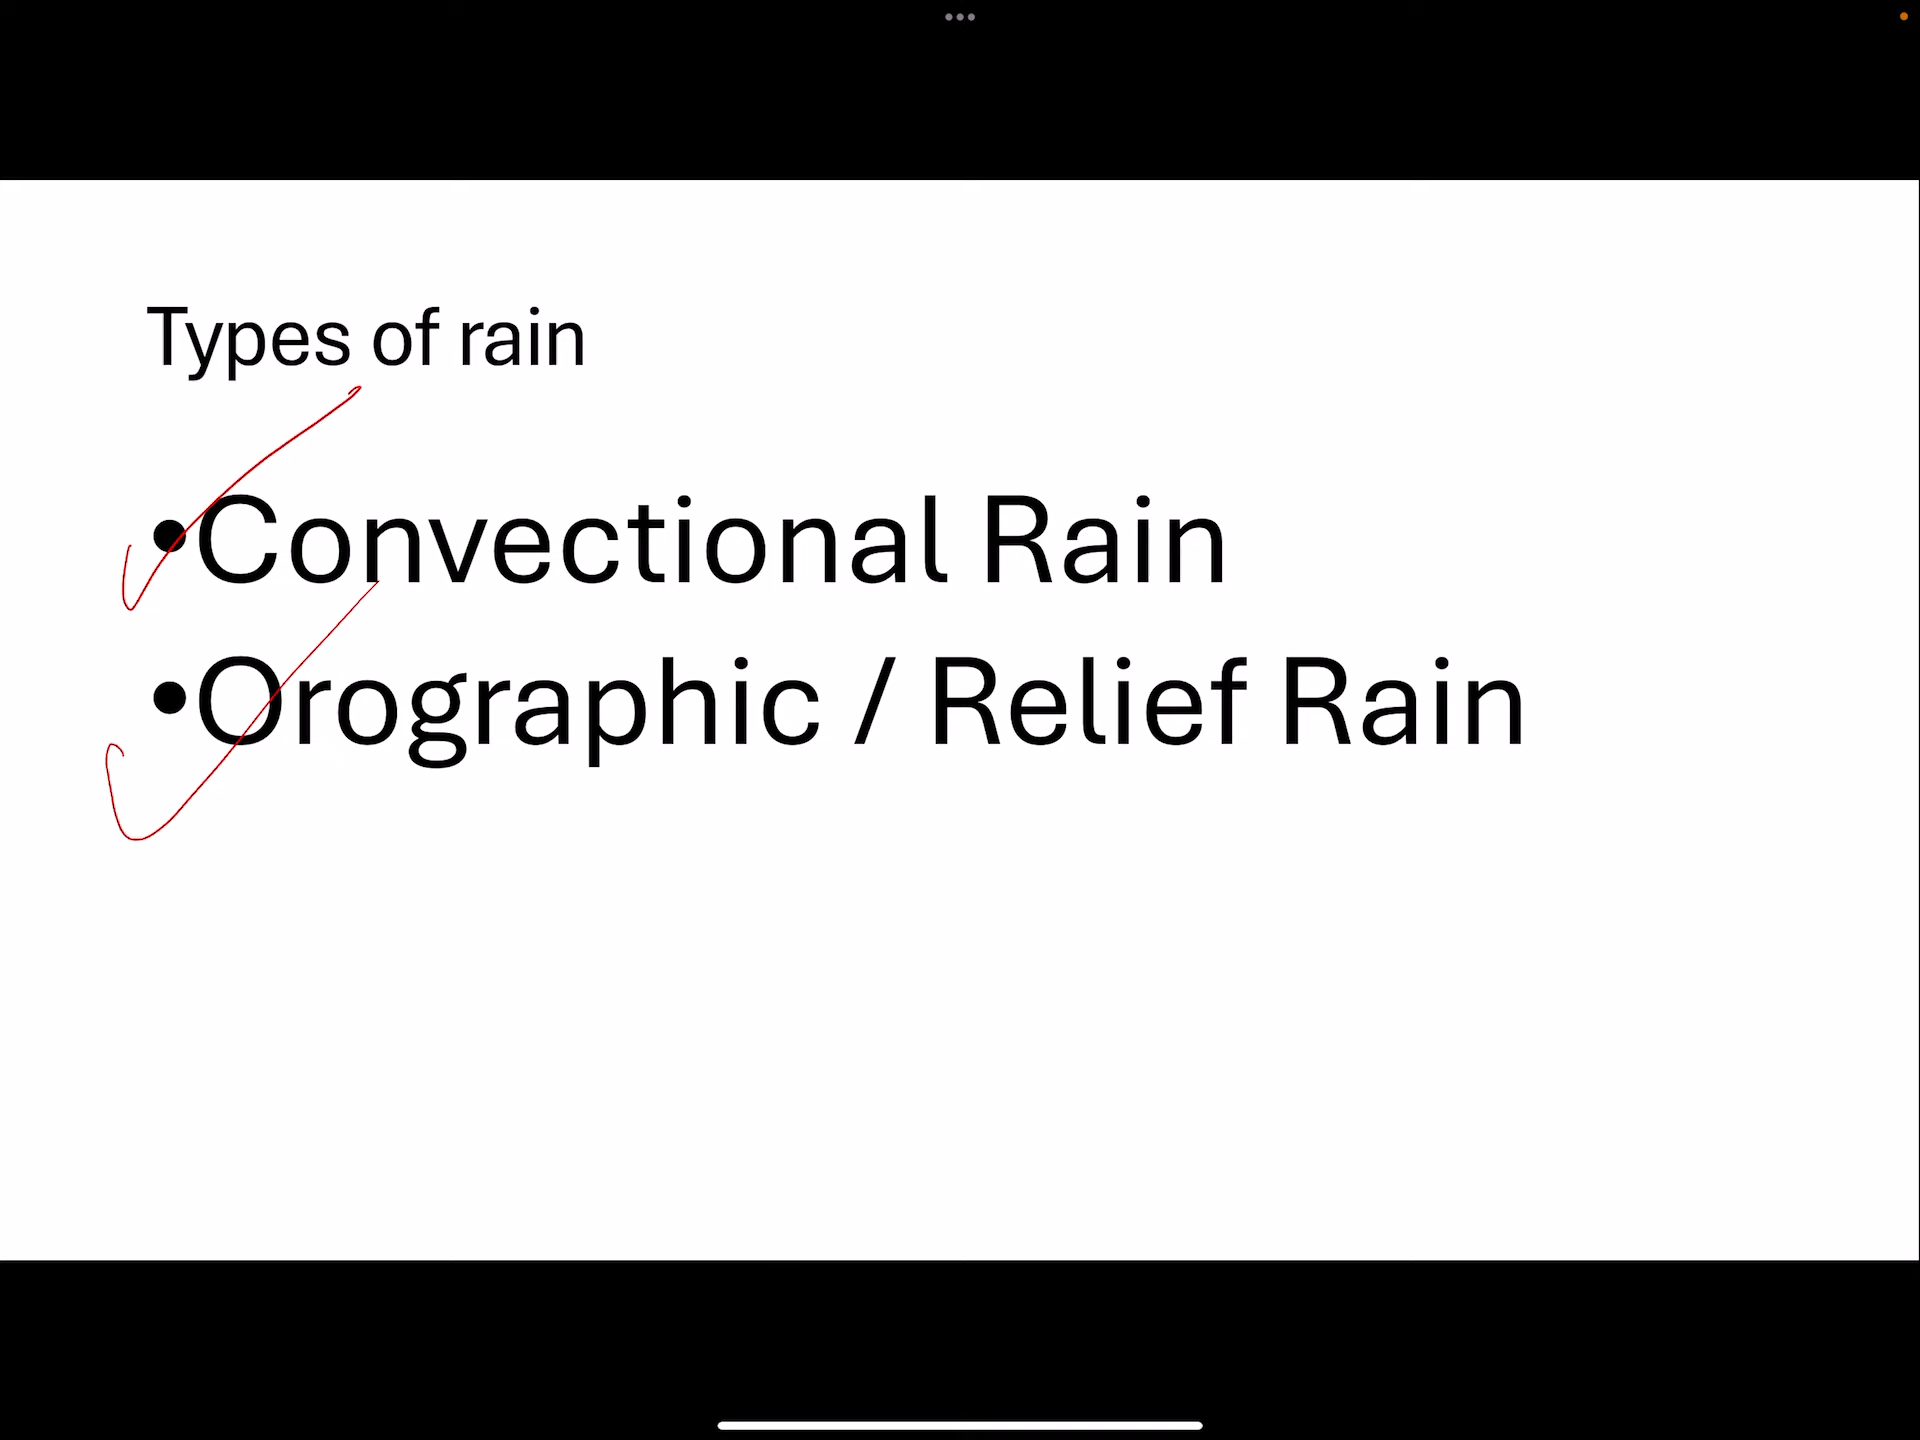 Types of rain
•Convectional Rain
•Orographic / Relief Rain